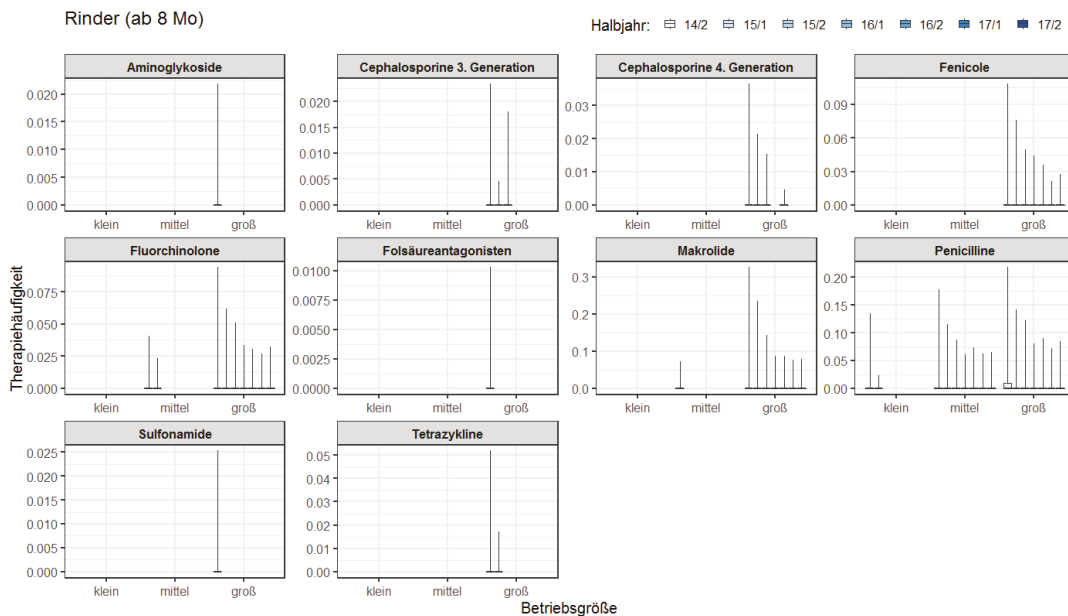 Rinder (ab 8 Mo)
Halbjahr: 14/2 15/1 15/2 16/1 16/2 17/1 17/2
Aminoglykoside
0.020
0.015
0.010
0.005
0.000
klein mittel groß
Cephalosporine 3. Generation
0.020
0.015
0.010
0.005
0.000
klein mittel groß
Cephalosporine 4. Generation
0.03
0.02
0.01
0.00
klein mittel groß
Fenicole
0.09
0.06
0.03
0.00
klein mittel groß
Therapiehäufigkeit
Fluorchinolone
0.075
0.050
0.025
0.000
klein mittel groß
Folsäureantagonisten
0.0100
0.0075
0.0050
0.0025
0.0000
klein mittel groß
Makrolide
0.3
0.2
0.1
0.0
klein mittel groß
Penicilline
0.20
0.15
0.10
0.05
0.00
klein mittel groß
Sulfonamide
0.025
0.020
0.015
0.010
0.005
0.000
klein mittel groß
Tetrazykline
0.05
0.04
0.03
0.02
0.01
0.00
klein mittel groß
Betriebsgröße